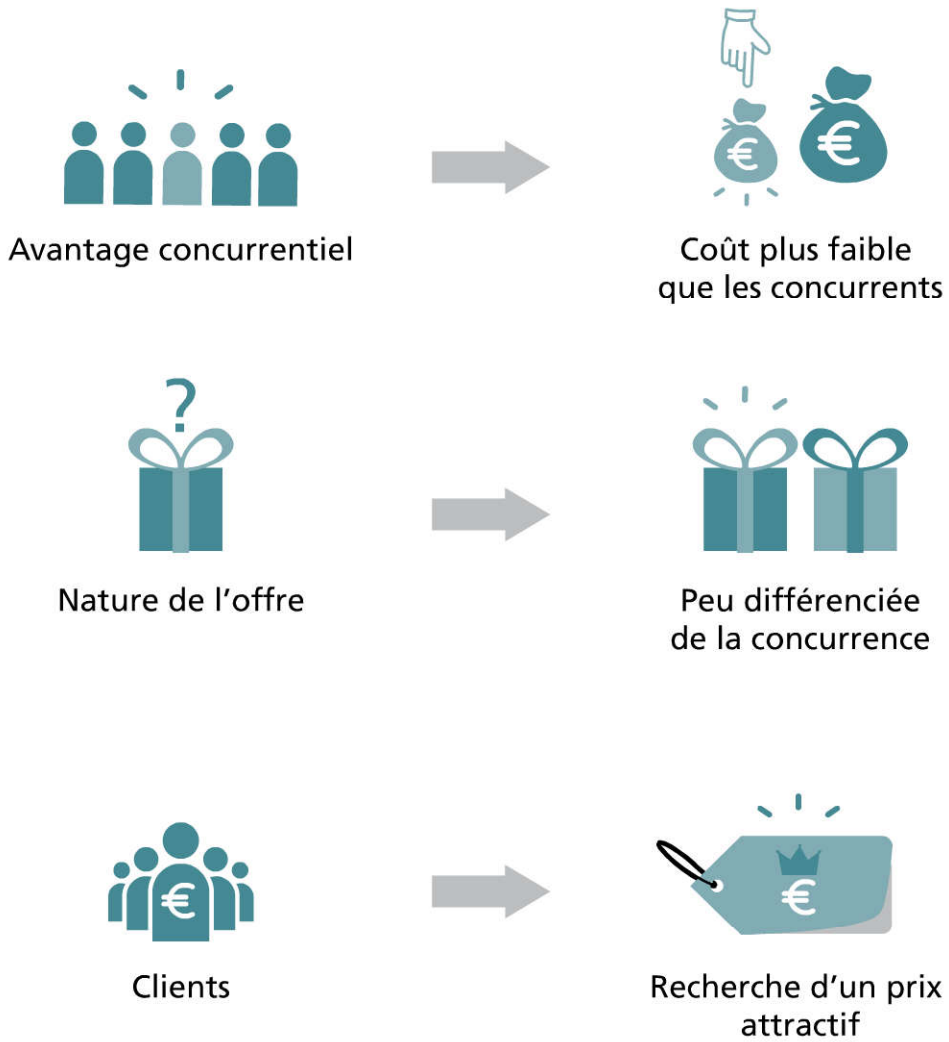 €
€
Avantage concurrentiel
Coût plus faible
que les concurrents
?
Nature de l'offre
Peu différenciée
de la concurrence
€
€
Clients
Recherche d'un prix
attractif